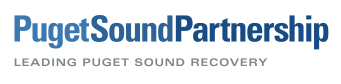 PugetSoundPartnership
LEADING PUGET SOUND RECOVERY